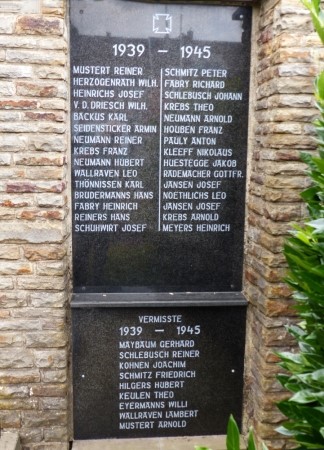 1939 - 1945
MUSTERT REINER
HERZOGENRATH WILH.
HEINRICHS JOSEF
V. D. DRIESCH WILH.
BACKUS KARL
SEIDENSTICKER ARMIN
NEUMANN REINER
KREBS FRANZ
NEUMANN HUBERT
WALLRAVEN LEO
THÖNNISSEN KARL
BRUDERMANNS HANS
FABRY HEINRICH
REINERS HANS
SCHUHWIRT JOSEF
SCHMITZ PETER
FABRY RICHARD
SCHLEBUSCH JOHANN
KREBS THEO
NEUMANN ARNOLD
HOUBEN FRANZ
PAULY ANTON
KLEEFF NIKOLAUS
HUESTEGGE JAKOB
RADEMACHER GOTTFR.
JANSEN JOSEF
NOETHLICHS LEO
JANSEN JOSEF
KREBS ARNOLD
MEYERS HEINRICH
VERMISSTE
1939 - 1945
MAYBAUM GERHARD
SCHLEBUSCH REINER
KOHNEN JOACHIM
SCHMITZ FRIEDRICH
HILGERS HUBERT
KEULEN THEO
EYERMANNS WILLI
WALLRAVEN LAMBERT
MUSTERT ARNOLD